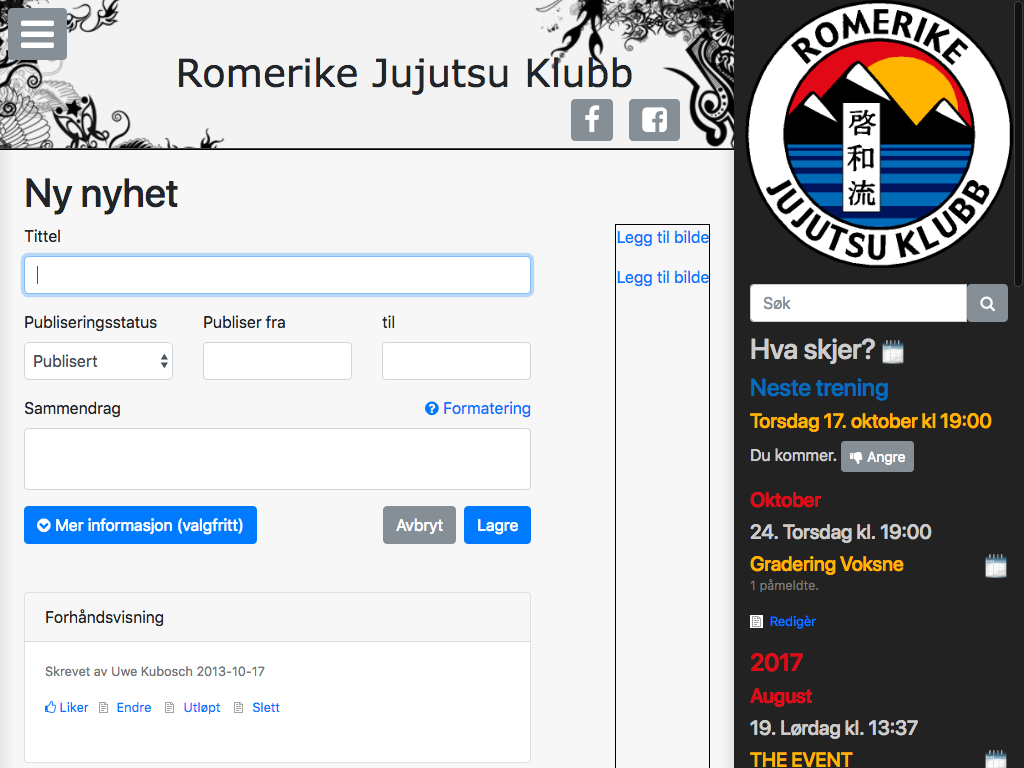 Romerike Jujutsu Klubb
Ny nyhet
Tittel
Publiseringsstatus
Publiser fra
til
Publisert
Sammendrag
Formatering
Mer informasjon (valgfritt)
Avbryt
Lagre
Forhåndsvisning
Skrevet av Uwe Kubosch 2013-10-17
Liker
Endre
Utløpt
Slett
Legg til bilde
Legg til bilde
ROMERIKE
啓和流
JUJUTSU KLUBB
Søk
Hva skjer?
Neste trening
Torsdag 17. oktober kl 19:00
Du kommer.
Angre
Oktober
24. Torsdag kl. 19:00
Gradering Voksne
1 påmeldte.
Redigèr
2017
August
19. Lørdag kl. 13:37
THE EVENT